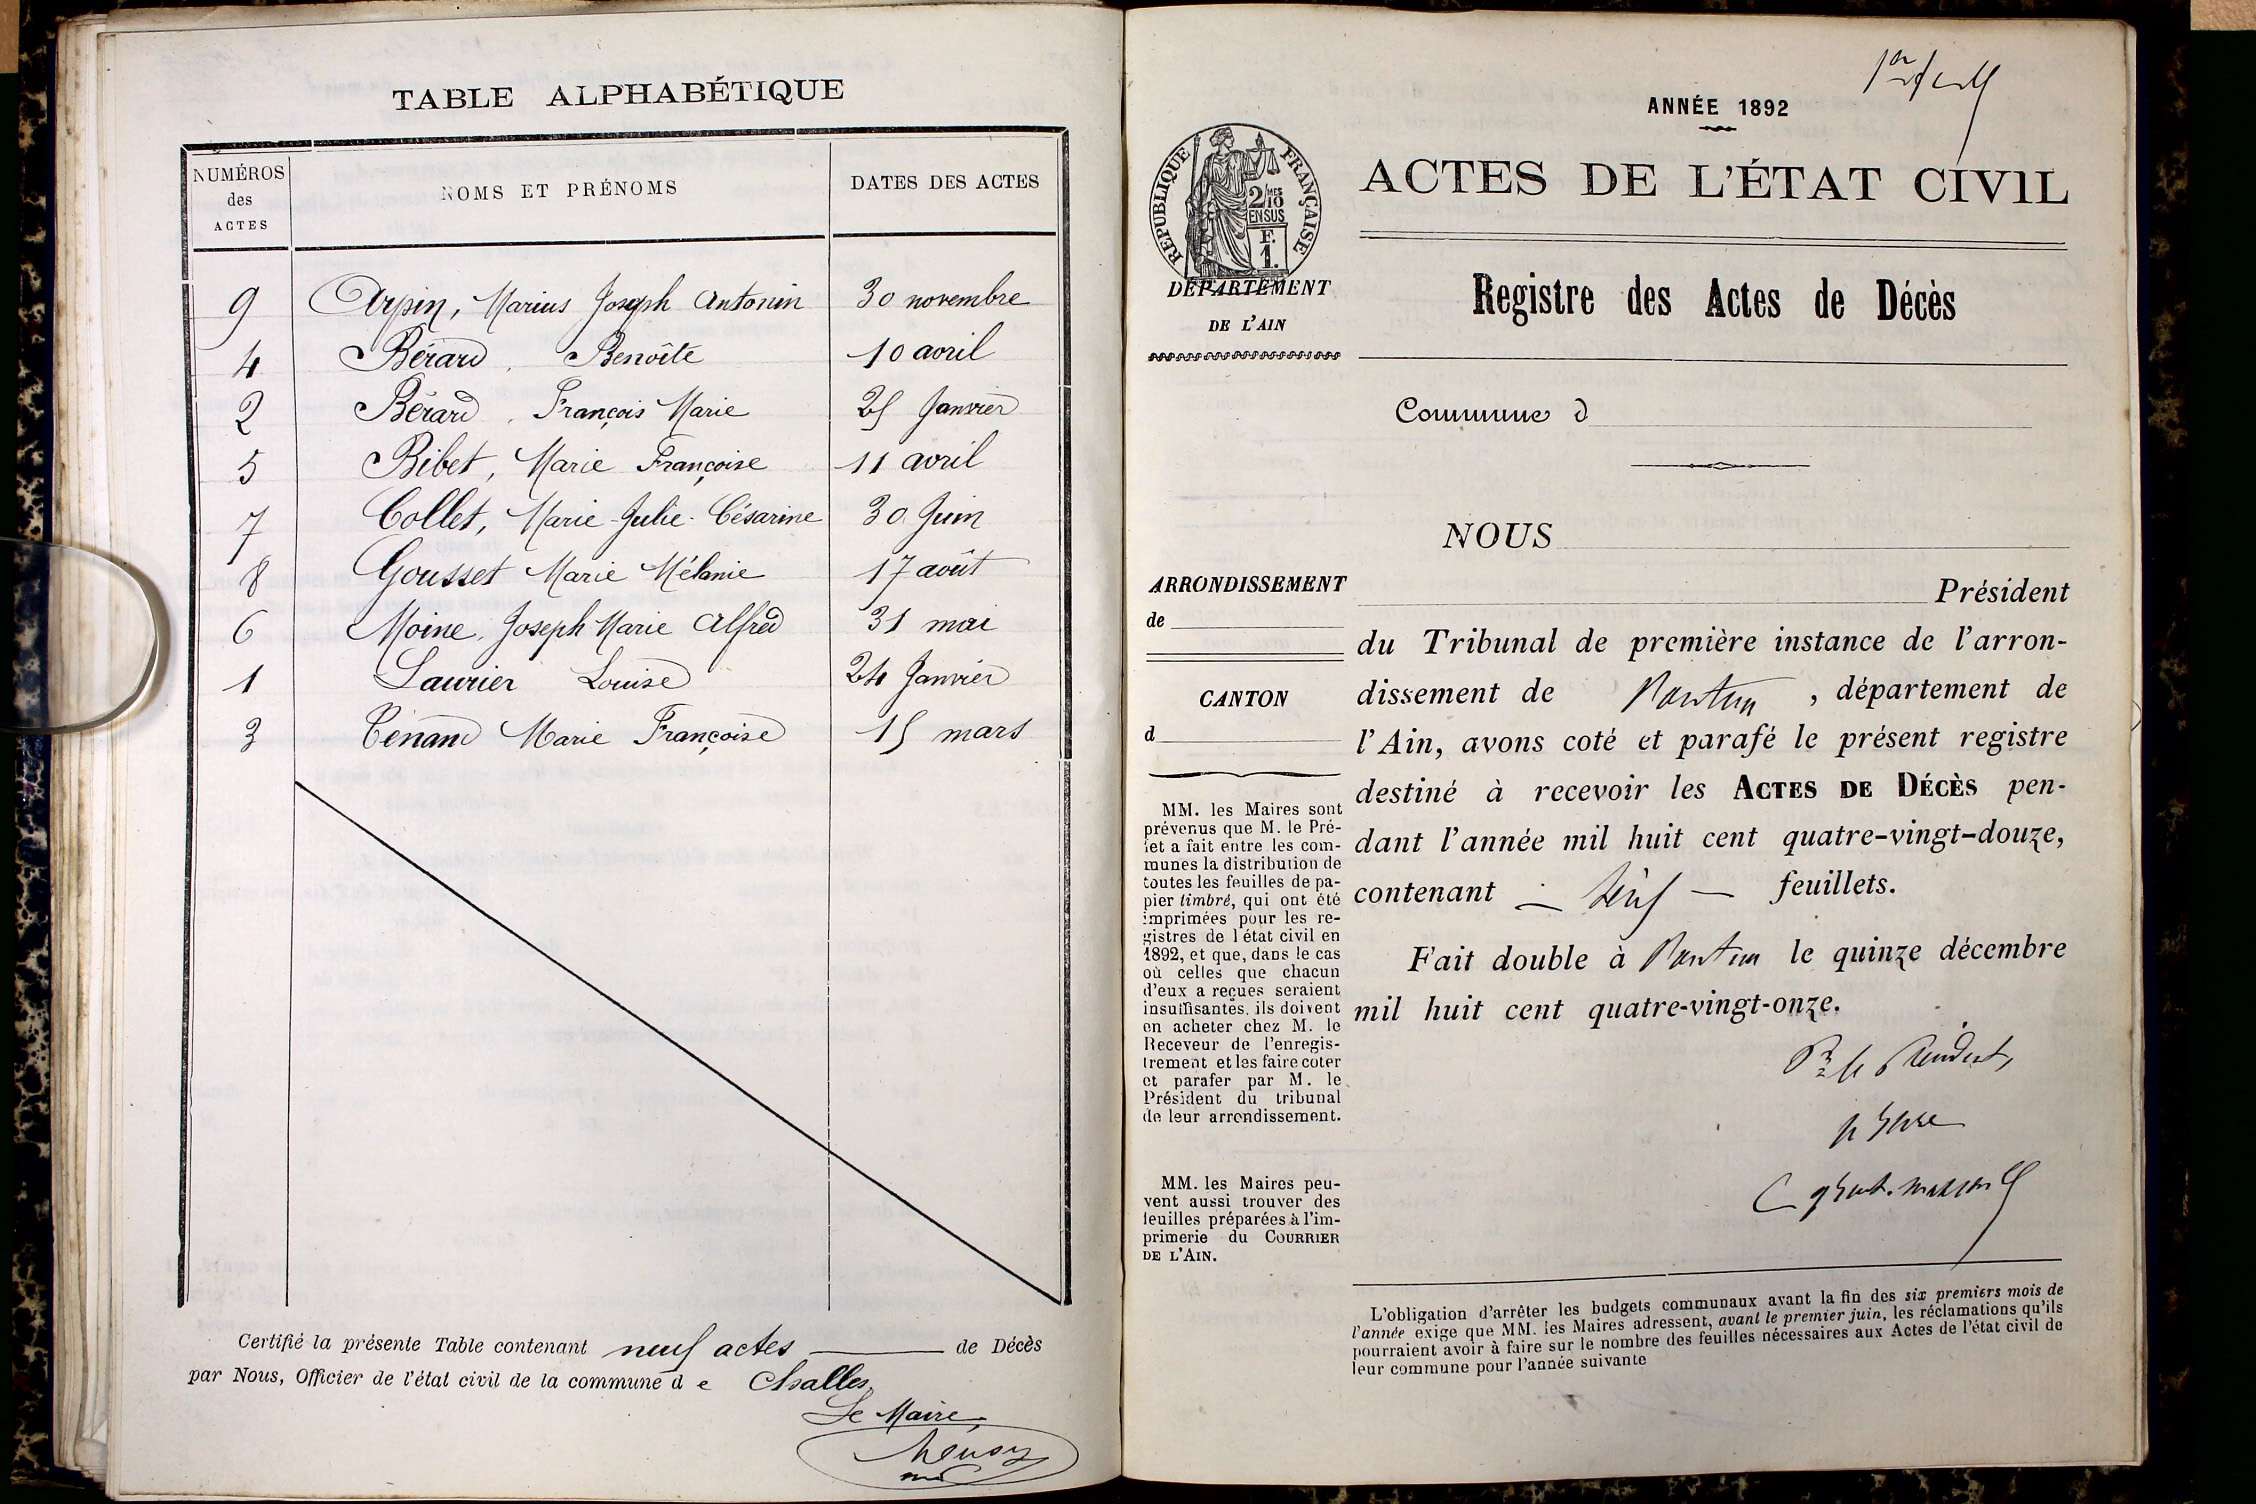 TABLE ALPHABÉTIQUE
NUMÉROS des ACTES
NOMS ET PRÉNOMS
DATES DES ACTES
9 Arpin, Marius Joseph Antonin 30 novembre
4 Bérard, Benoîte 10 avril
2 Bérard, François Marie 25 Janvier
5 Bibet, Marie Françoise 11 avril
7 Collet, Marie-Julie-Césarine 30 Juin
8 Gousset Marie Mélanie 17 août
6 Moine, Joseph Marie Alfred 31 mai
1 Laurier Louise 24 Janvier
3 Tenand Marie Françoise 15 mars
Certifié la présente Table contenant neuf actes de Décès
par Nous, Officier de l'état civil de la commune d e Challes,
Le Maire,
ANNÉE 1892
RÉPUBLIQUE FRANÇAISE
2/10 MES
EN SUS
F.
1.
ACTES DE L'ÉTAT CIVIL
DÉPARTEMENT
DE L'AIN
Registre des Actes de Décès
Commune d
NOUS
Président
du Tribunal de première instance de l'arron-
dissement de Nantua, département de
l'Ain, avons coté et parafé le présent registre
destiné à recevoir les ACTES DE DÉCÈS pen-
dant l'année mil huit cent quatre-vingt-douze,
contenant feuillets.
Fait double à Nantua le quinze décembre
mil huit cent quatre-vingt-onze.
Pr le Président,
le Juge
ARRONDISSEMENT
de
CANTON
d
MM. les Maires sont
prévenus que M. le Pré-
fet a fait entre les com-
munes la distribution de
toutes les feuilles de pa-
pier timbré, qui ont été
imprimées pour les re-
gistres de l'état civil en
1892, et que, dans le cas
où celles que chacun
d'eux a reçues seraient
insuffisantes, ils doivent
en acheter chez M. le
Receveur de l'enregis-
trement et les faire coter
et parafer par M. le
Président du tribunal
de leur arrondissement.
MM. les Maires peu-
vent aussi trouver des
feuilles préparées à l'im-
primerie du COURRIER
DE L'AIN.
L'obligation d'arrêter les budgets communaux avant la fin des six premiers mois de
l'année exige que MM. les Maires adressent, avant le premier juin, les réclamations qu'ils
pourraient avoir à faire sur le nombre des feuilles nécessaires aux Actes de l'état civil de
leur commune pour l'année suivante